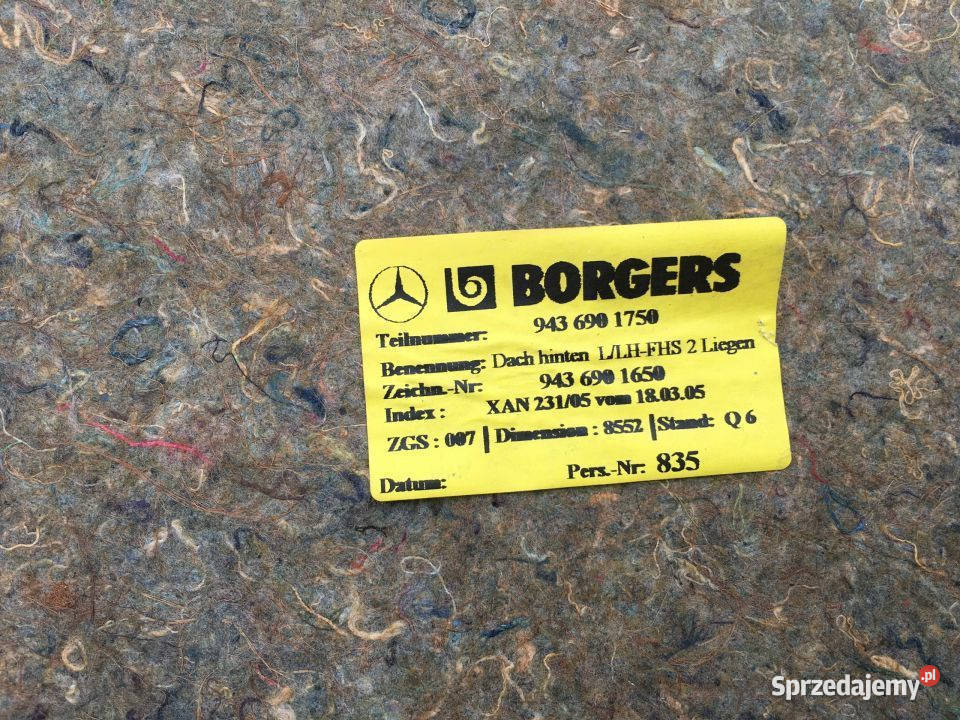 BORGERS
Teilnummer: 943 690 1750
Benennung: Dach hinten L/LH-FHS 2 Liegen
Zeichn.-Nr: 943 690 1650
Index : XAN 231/05 vom 18.03.05
ZGS : 007 | Dimension : 8552 | Stand: Q 6
Datum: Pers.-Nr: 835
Sprzedajemy.pl